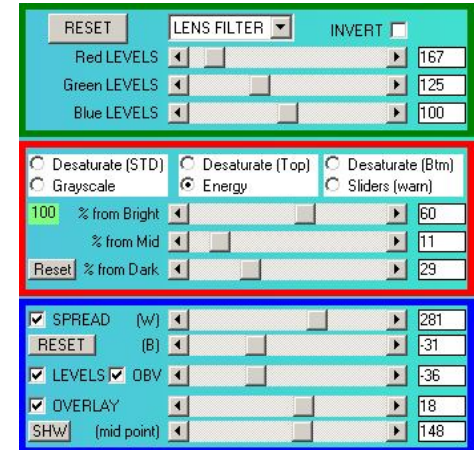 RESET LENS FILTER INVERT
Red LEVELS 167
Green LEVELS 125
Blue LEVELS 100
Desaturate (STD) Desaturate (Top) Desaturate (Btm)
Grayscale Energy Sliders (warn)
100 % from Bright 60
% from Mid 11
Reset % from Dark 29
SPREAD (W) 281
RESET (B) -31
LEVELS OBV -36
OVERLAY 18
SHW (mid point) 148